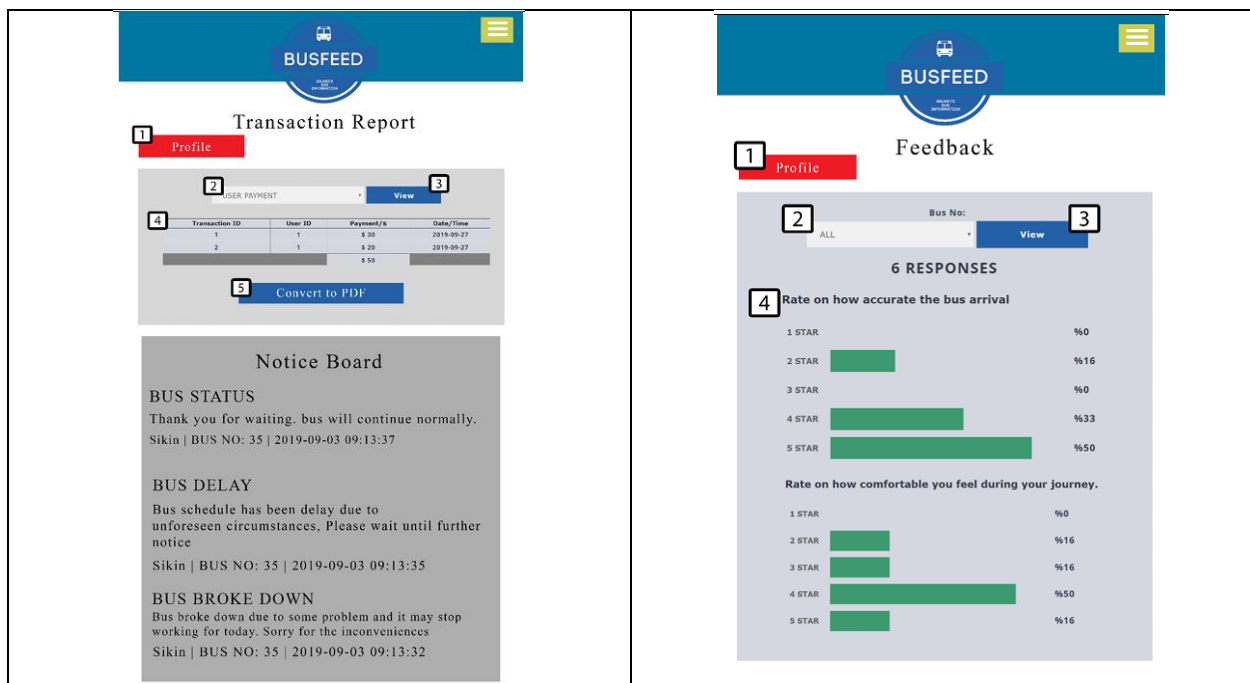 BUSFEED
BRUNEI'S
BUS
INFORMATION
Transaction Report
1
Profile
2
USER PAYMENT
View
3
4
Transaction ID User ID Payment/$ Date/Time
1 1 $ 30 2019-09-27
2 1 $ 20 2019-09-27
$ 50
5
Convert to PDF
Notice Board
BUS STATUS
Thank you for waiting. bus will continue normally.
Sikin | BUS NO: 35 | 2019-09-03 09:13:37
BUS DELAY
Bus schedule has been delay due to
unforeseen circumstances, Please wait until further
notice
Sikin | BUS NO: 35 | 2019-09-03 09:13:35
BUS BROKE DOWN
Bus broke down due to some problem and it may stop
working for today. Sorry for the inconveniences
Sikin | BUS NO: 35 | 2019-09-03 09:13:32
BUSFEED
BRUNEI'S
BUS
INFORMATION
Feedback
1
Profile
Bus No:
2
ALL
View
3
6 RESPONSES
4
Rate on how accurate the bus arrival
1 STAR %0
2 STAR %16
3 STAR %0
4 STAR %33
5 STAR %50
Rate on how comfortable you feel during your journey.
1 STAR %0
2 STAR %16
3 STAR %16
4 STAR %50
5 STAR %16